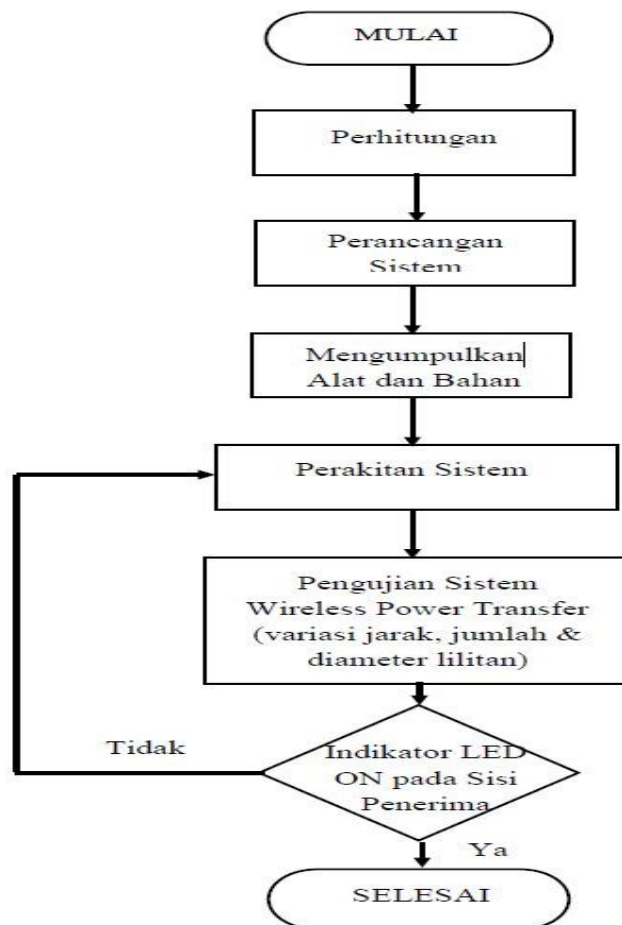 MULAI
Perhitungan
Perancangan
Sistem
Mengumpulkan
Alat dan Bahan
Perakitan Sistem
Pengujian Sistem
Wireless Power Transfer
(variasi jarak, jumlah &
diameter lilitan)
Tidak
Indikator LED
ON pada Sisi
Penerima
Ya
SELESAI